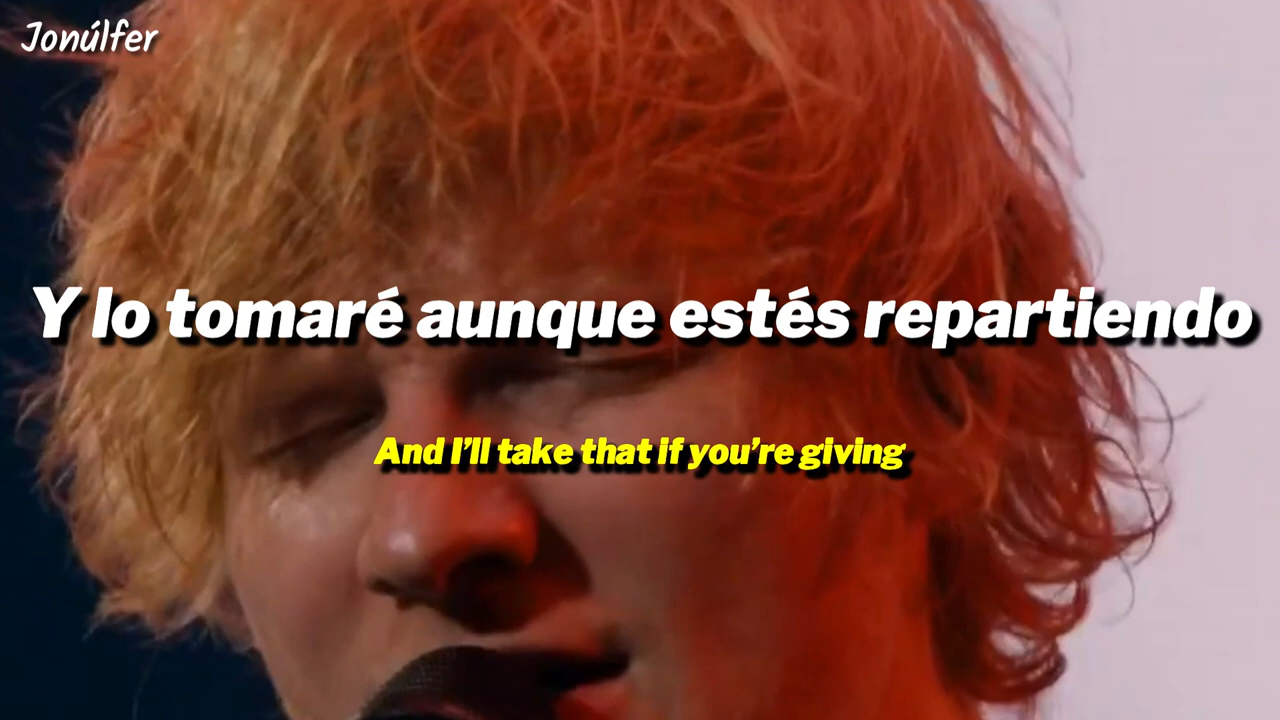 Jonúlfer
Y lo tomaré aunque estés repartiendo
And I’ll take that if you’re giving